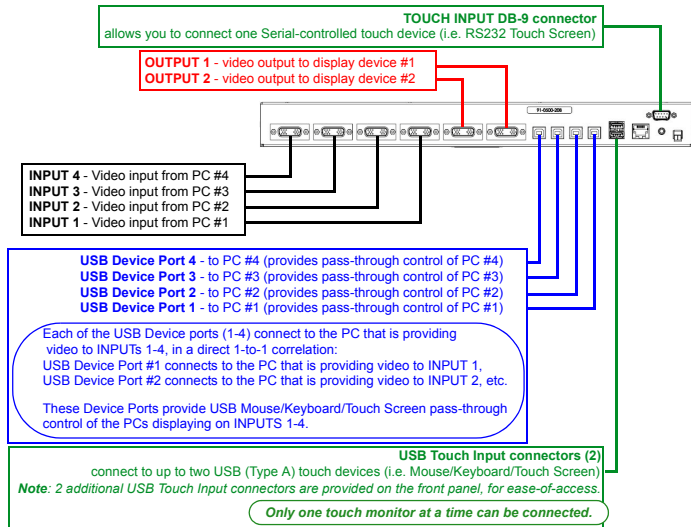 TOUCH INPUT DB-9 connector
allows you to connect one Serial-controlled touch device (i.e. RS232 Touch Screen)
OUTPUT 1 - video output to display device #1
OUTPUT 2 - video output to display device #2
91-0500-208
INPUT 4 - Video input from PC #4
INPUT 3 - Video input from PC #3
INPUT 2 - Video input from PC #2
INPUT 1 - Video input from PC #1
USB Device Port 4 - to PC #4 (provides pass-through control of PC #4)
USB Device Port 3 - to PC #3 (provides pass-through control of PC #3)
USB Device Port 2 - to PC #2 (provides pass-through control of PC #2)
USB Device Port 1 - to PC #1 (provides pass-through control of PC #1)
Each of the USB Device ports (1-4) connect to the PC that is providing
video to INPUTs 1-4, in a direct 1-to-1 correlation:
USB Device Port #1 connects to the PC that is providing video to INPUT 1,
USB Device Port #2 connects to the PC that is providing video to INPUT 2, etc.
These Device Ports provide USB Mouse/Keyboard/Touch Screen pass-through
control of the PCs displaying on INPUTS 1-4.
USB Touch Input connectors (2)
connect to up to two USB (Type A) touch devices (i.e. Mouse/Keyboard/Touch Screen)
Note: 2 additional USB Touch Input connectors are provided on the front panel, for ease-of-access.
Only one touch monitor at a time can be connected.